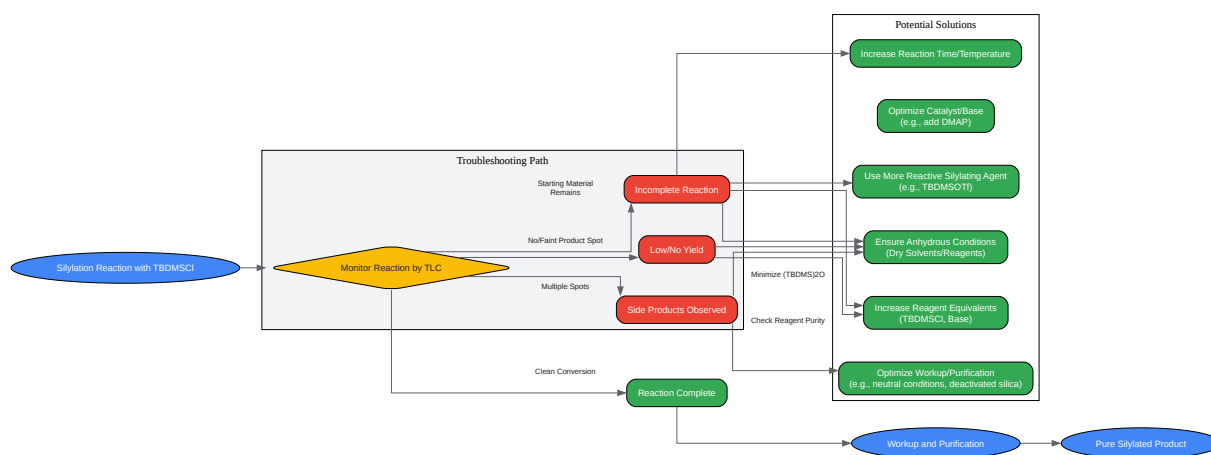 Potential Solutions
Increase Reaction Time/Temperature
Optimize Catalyst/Base
(e.g., add DMAP)
Troubleshooting Path
Starting Material
Remains
Incomplete Reaction
Use More Reactive Silylating Agent
(e.g., TBDMSOTf)
No/Faint Product Spot
Low/No Yield
Ensure Anhydrous Conditions
(Dry Solvents/Reagents)
Silylation Reaction with TBDMSCl
Monitor Reaction by TLC
Minimize (TBDMS)2O
Multiple Spots
Side Products Observed
Increase Reagent Equivalents
(TBDMSCl, Base)
Check Reagent Purity
Clean Conversion
Optimize Workup/Purification
(e.g., neutral conditions, deactivated silica)
Reaction Complete
Workup and Purification
Pure Silylated Product